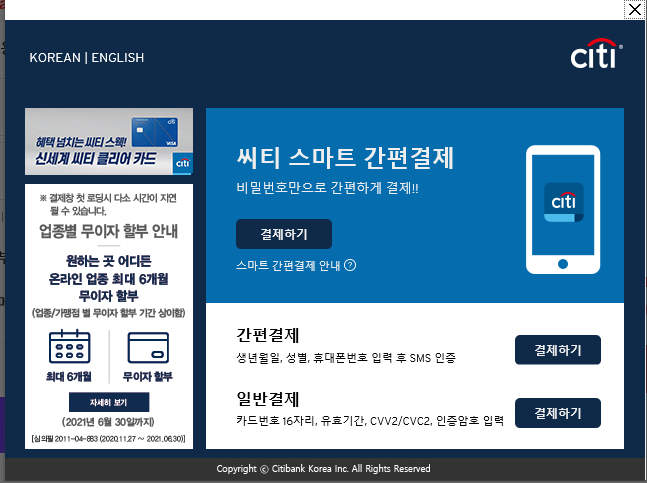 KOREAN | ENGLISH
citi
혜택 넘치는 씨티 스웩!
신세계 씨티 클리어 카드
citi
VISA
citi
※ 결제창 첫 로딩시 다소 시간이 지연
될 수 있습니다.
업종별 무이자 할부 안내
원하는 곳 어디든
온라인 업종 최대 6개월
무이자 할부
(업종/가맹점 별 무이자 할부 기간 상이함)
최대 6개월
무이자 할부
자세히 보기
(2021년 6월 30일까지)
[심의필 2011-04-883 (2020.11.27 ~ 2021.06.30)]
씨티 스마트 간편결제
비밀번호만으로 간편하게 결제!!
결제하기
스마트 간편결제 안내 ?
citi
간편결제
생년월일, 성별, 휴대폰번호 입력 후 SMS 인증
결제하기
일반결제
카드번호 16자리, 유효기간, CVV2/CVC2, 인증암호 입력
결제하기
Copyright ⓒ Citibank Korea Inc. All Rights Reserved